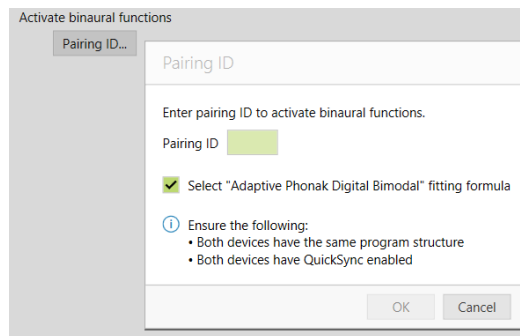 Activate binaural functions
Pairing ID...
Pairing ID
Enter pairing ID to activate binaural functions.
Pairing ID
Select "Adaptive Phonak Digital Bimodal" fitting formula
Ensure the following:
• Both devices have the same program structure
• Both devices have QuickSync enabled
OK Cancel